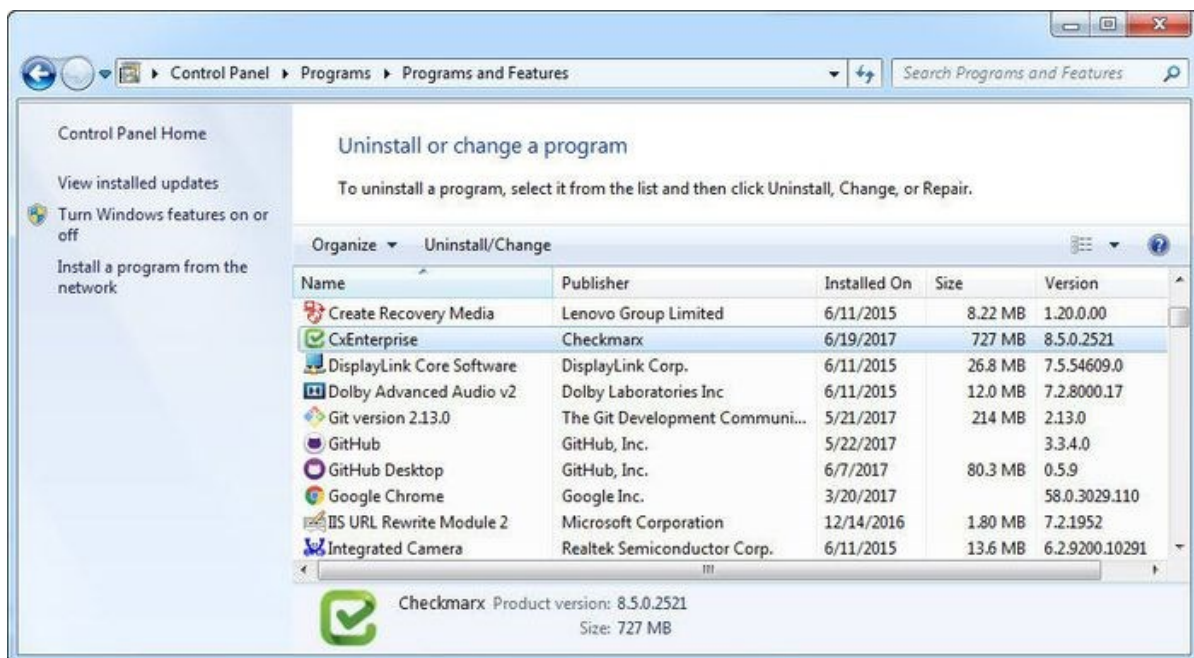 Control Panel ▸ Programs ▸ Programs and Features
Search Programs and Features
Control Panel Home
View installed updates
Turn Windows features on or
off
Install a program from the
network
Uninstall or change a program
To uninstall a program, select it from the list and then click Uninstall, Change, or Repair.
Organize Uninstall/Change
Name Publisher Installed On Size Version
Create Recovery Media Lenovo Group Limited 6/11/2015 8.22 MB 1.20.0.00
CxEnterprise Checkmarx 6/19/2017 727 MB 8.5.0.2521
DisplayLink Core Software DisplayLink Corp. 6/11/2015 26.8 MB 7.5.54609.0
Dolby Advanced Audio v2 Dolby Laboratories Inc 6/11/2015 12.0 MB 7.2.8000.17
Git version 2.13.0 The Git Development Communi... 5/21/2017 214 MB 2.13.0
GitHub GitHub, Inc. 5/22/2017 3.3.4.0
GitHub Desktop GitHub, Inc. 6/7/2017 80.3 MB 0.5.9
Google Chrome Google Inc. 3/20/2017 58.0.3029.110
IIS URL Rewrite Module 2 Microsoft Corporation 12/14/2016 1.80 MB 7.2.1952
Integrated Camera Realtek Semiconductor Corp. 6/11/2015 13.6 MB 6.2.9200.10291
Checkmarx Product version: 8.5.0.2521
Size: 727 MB